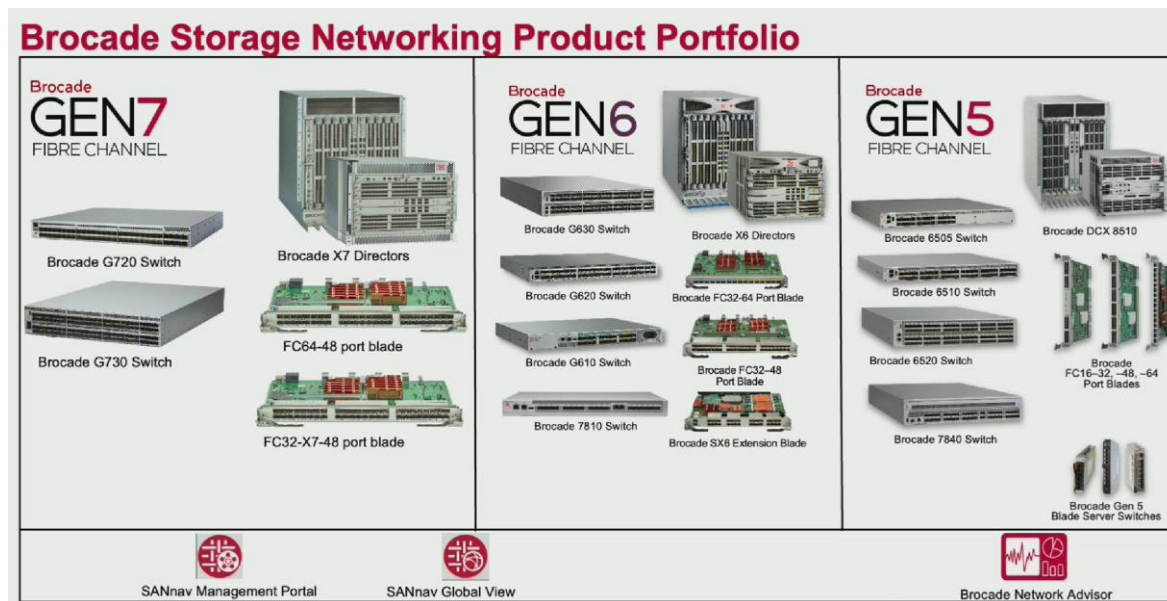 Brocade Storage Networking Product Portfolio
Brocade
GEN7
FIBRE CHANNEL
Brocade G720 Switch
Brocade G730 Switch
Brocade X7 Directors
FC64-48 port blade
FC32-X7-48 port blade
Brocade
GEN6
FIBRE CHANNEL
Brocade G630 Switch
Brocade G620 Switch
Brocade G610 Switch
Brocade 7810 Switch
Brocade X6 Directors
Brocade FC32-64 Port Blade
Brocade FC32–48
Port Blade
Brocade SX6 Extension Blade
Brocade
GEN5
FIBRE CHANNEL
Brocade 6505 Switch
Brocade 6510 Switch
Brocade 6520 Switch
Brocade 7840 Switch
Brocade DCX 8510
Brocade
FC16–32, –48, –64
Port Blades
Brocade Gen 5
Blade Server Switches
SANnav Management Portal
SANnav Global View
Brocade Network Advisor